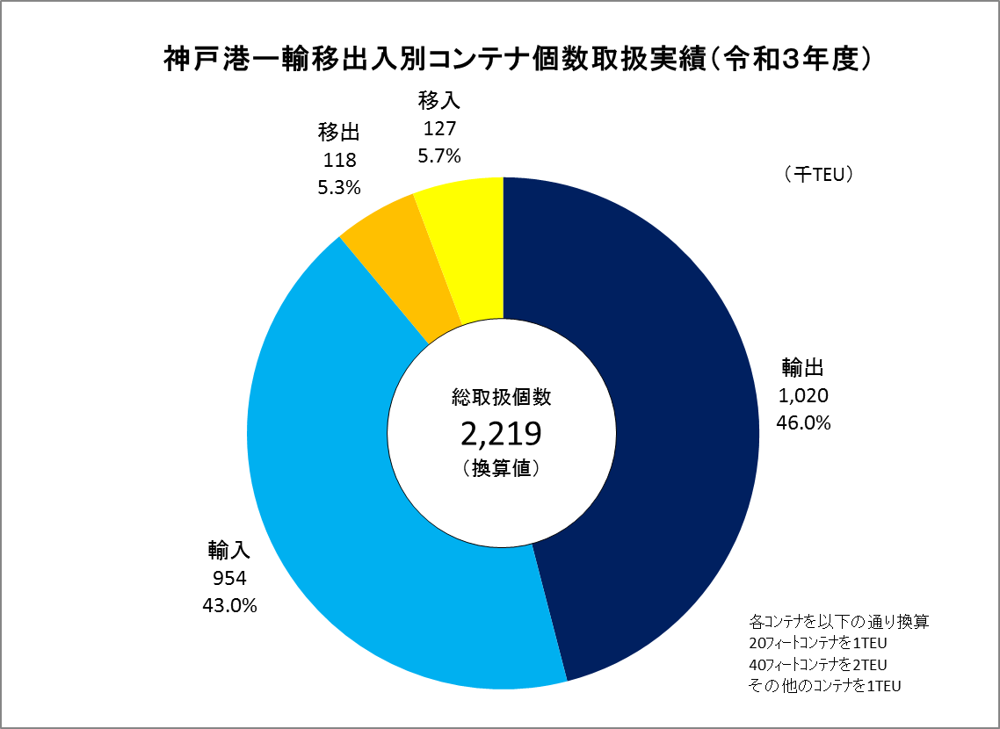 神戸港ー輸移出入別コンテナ個数取扱実績（令和３年度）
移入
127
5.7%
移出
118
5.3%
（千TEU）
輸出
1,020
46.0%
総取扱個数
2,219
（換算値）
輸入
954
43.0%
各ｺﾝﾃﾅを以下の通り換算
20ﾌｨｰﾄｺﾝﾃﾅを1TEU
40ﾌｨｰﾄｺﾝﾃﾅを2TEU
その他のｺﾝﾃﾅを1TEU